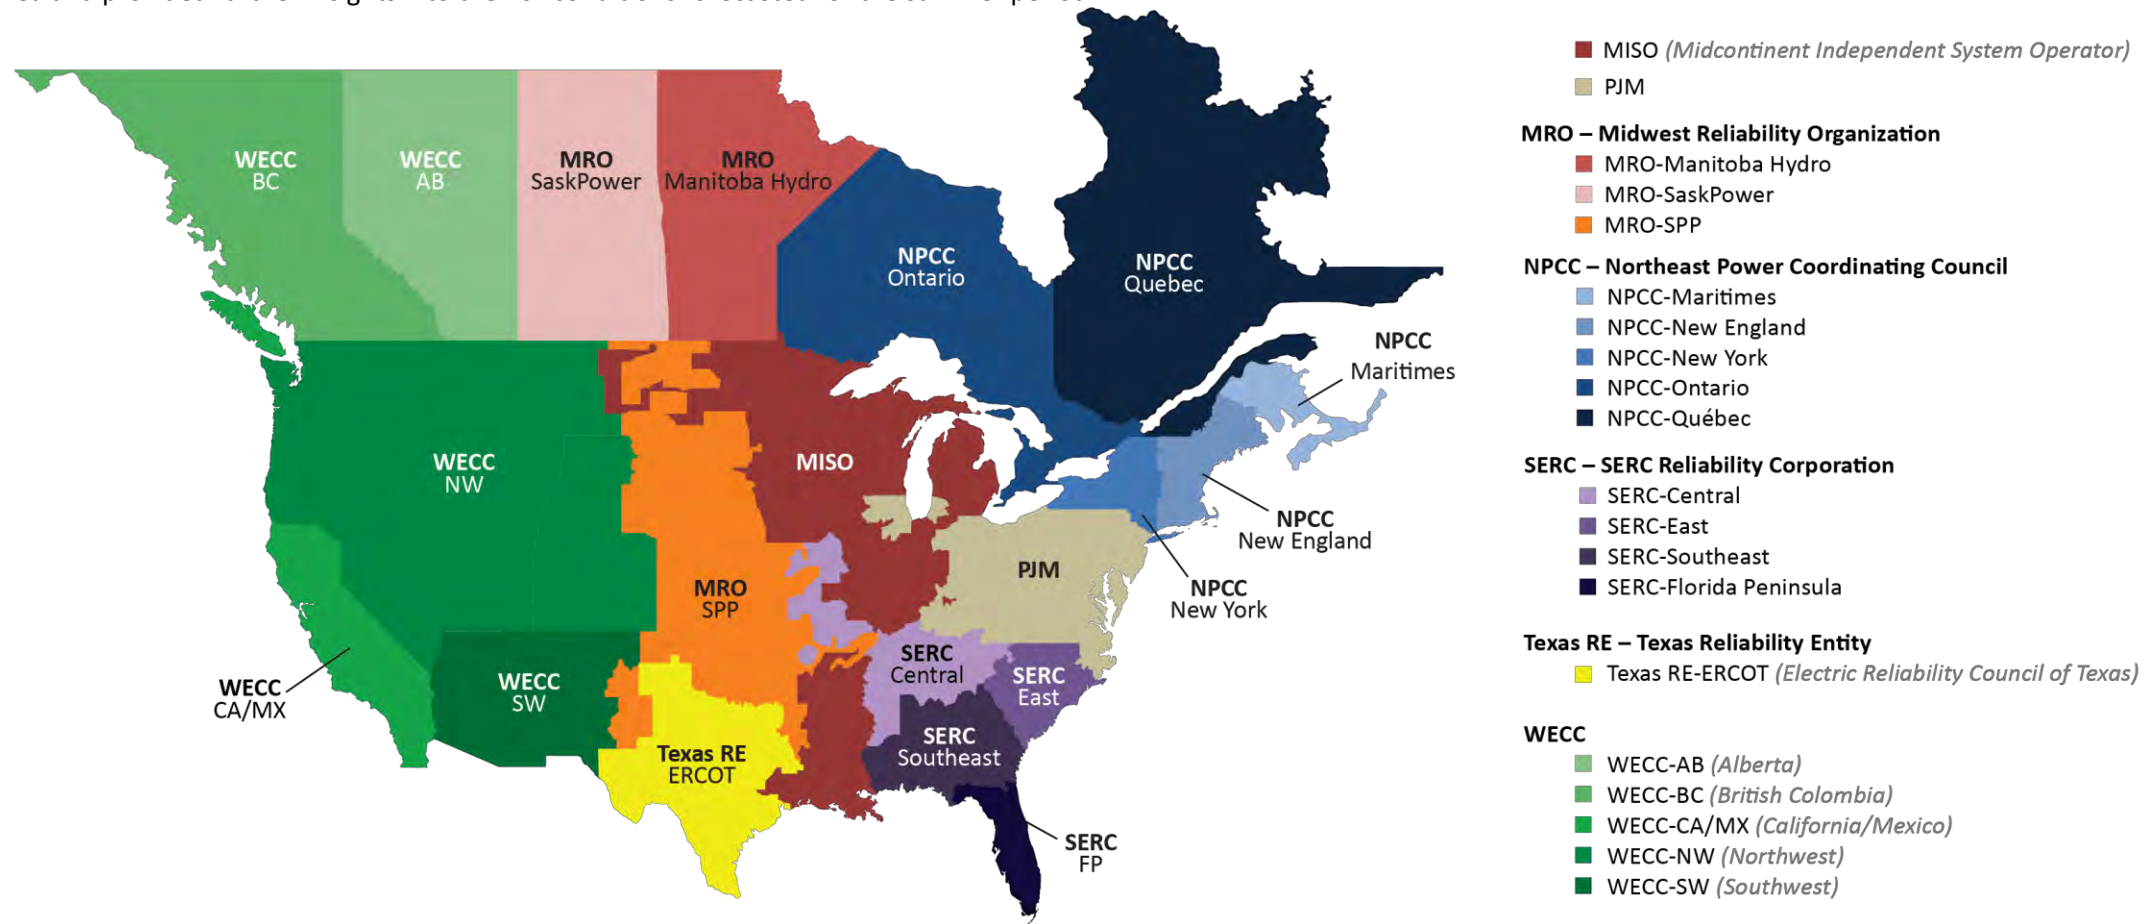 WECC
BC
WECC
AB
MRO
SaskPower
MRO
Manitoba Hydro
NPCC
Ontario
NPCC
Quebec
NPCC
Maritimes
WECC
NW
MISO
NPCC
New England
NPCC
New York
PJM
MRO
SPP
WECC
CA/MX
WECC
SW
SERC
Central
SERC
East
SERC
Southeast
Texas RE
ERCOT
SERC
FP
MISO (Midcontinent Independent System Operator)
PJM
MRO – Midwest Reliability Organization
MRO-Manitoba Hydro
MRO-SaskPower
MRO-SPP
NPCC – Northeast Power Coordinating Council
NPCC-Maritimes
NPCC-New England
NPCC-New York
NPCC-Ontario
NPCC-Québec
SERC – SERC Reliability Corporation
SERC-Central
SERC-East
SERC-Southeast
SERC-Florida Peninsula
Texas RE – Texas Reliability Entity
Texas RE-ERCOT (Electric Reliability Council of Texas)
WECC
WECC-AB (Alberta)
WECC-BC (British Colombia)
WECC-CA/MX (California/Mexico)
WECC-NW (Northwest)
WECC-SW (Southwest)